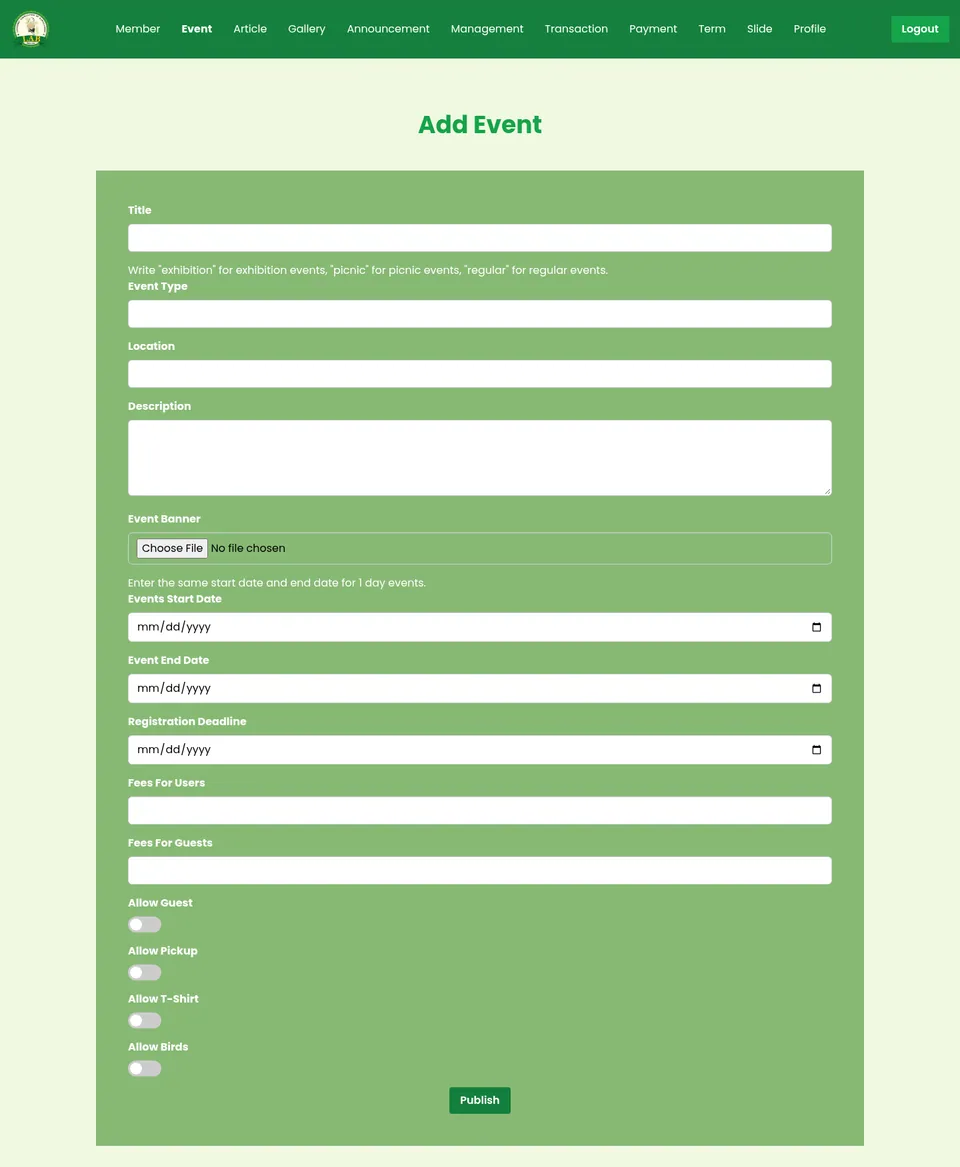 Member Event Article Gallery Announcement Management Transaction Payment Term Slide Profile Logout
Add Event
Title
Write "exhibition" for exhibition events, "picnic" for picnic events, "regular" for regular events.
Event Type
Location
Description
Event Banner
Choose File No file chosen
Enter the same start date and end date for 1 day events.
Events Start Date
mm/dd/yyyy
Event End Date
mm/dd/yyyy
Registration Deadline
mm/dd/yyyy
Fees For Users
Fees For Guests
Allow Guest
Allow Pickup
Allow T-Shirt
Allow Birds
Publish